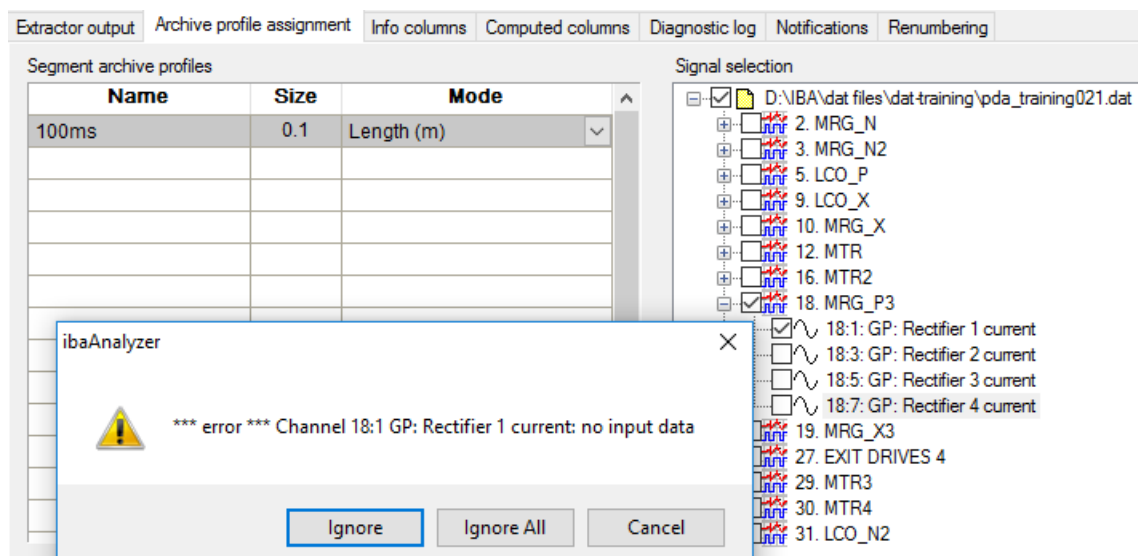 Extractor output Archive profile assignment Info columns Computed columns Diagnostic log Notifications Renumbering
Segment archive profiles
Name Size Mode
100ms 0.1 Length (m)
Signal selection
D:\IBA\dat files\dat-training\pda_training021.dat
2. MRG_N
3. MRG_N2
5. LCO_P
9. LCO_X
10. MRG_X
12. MTR
16. MTR2
18. MRG_P3
18:1: GP: Rectifier 1 current
18:3: GP: Rectifier 2 current
18:5: GP: Rectifier 3 current
18:7: GP: Rectifier 4 current
19. MRG_X3
27. EXIT DRIVES 4
29. MTR3
30. MTR4
31. LCO_N2
ibaAnalyzer
*** error *** Channel 18:1 GP: Rectifier 1 current: no input data
Ignore Ignore All Cancel